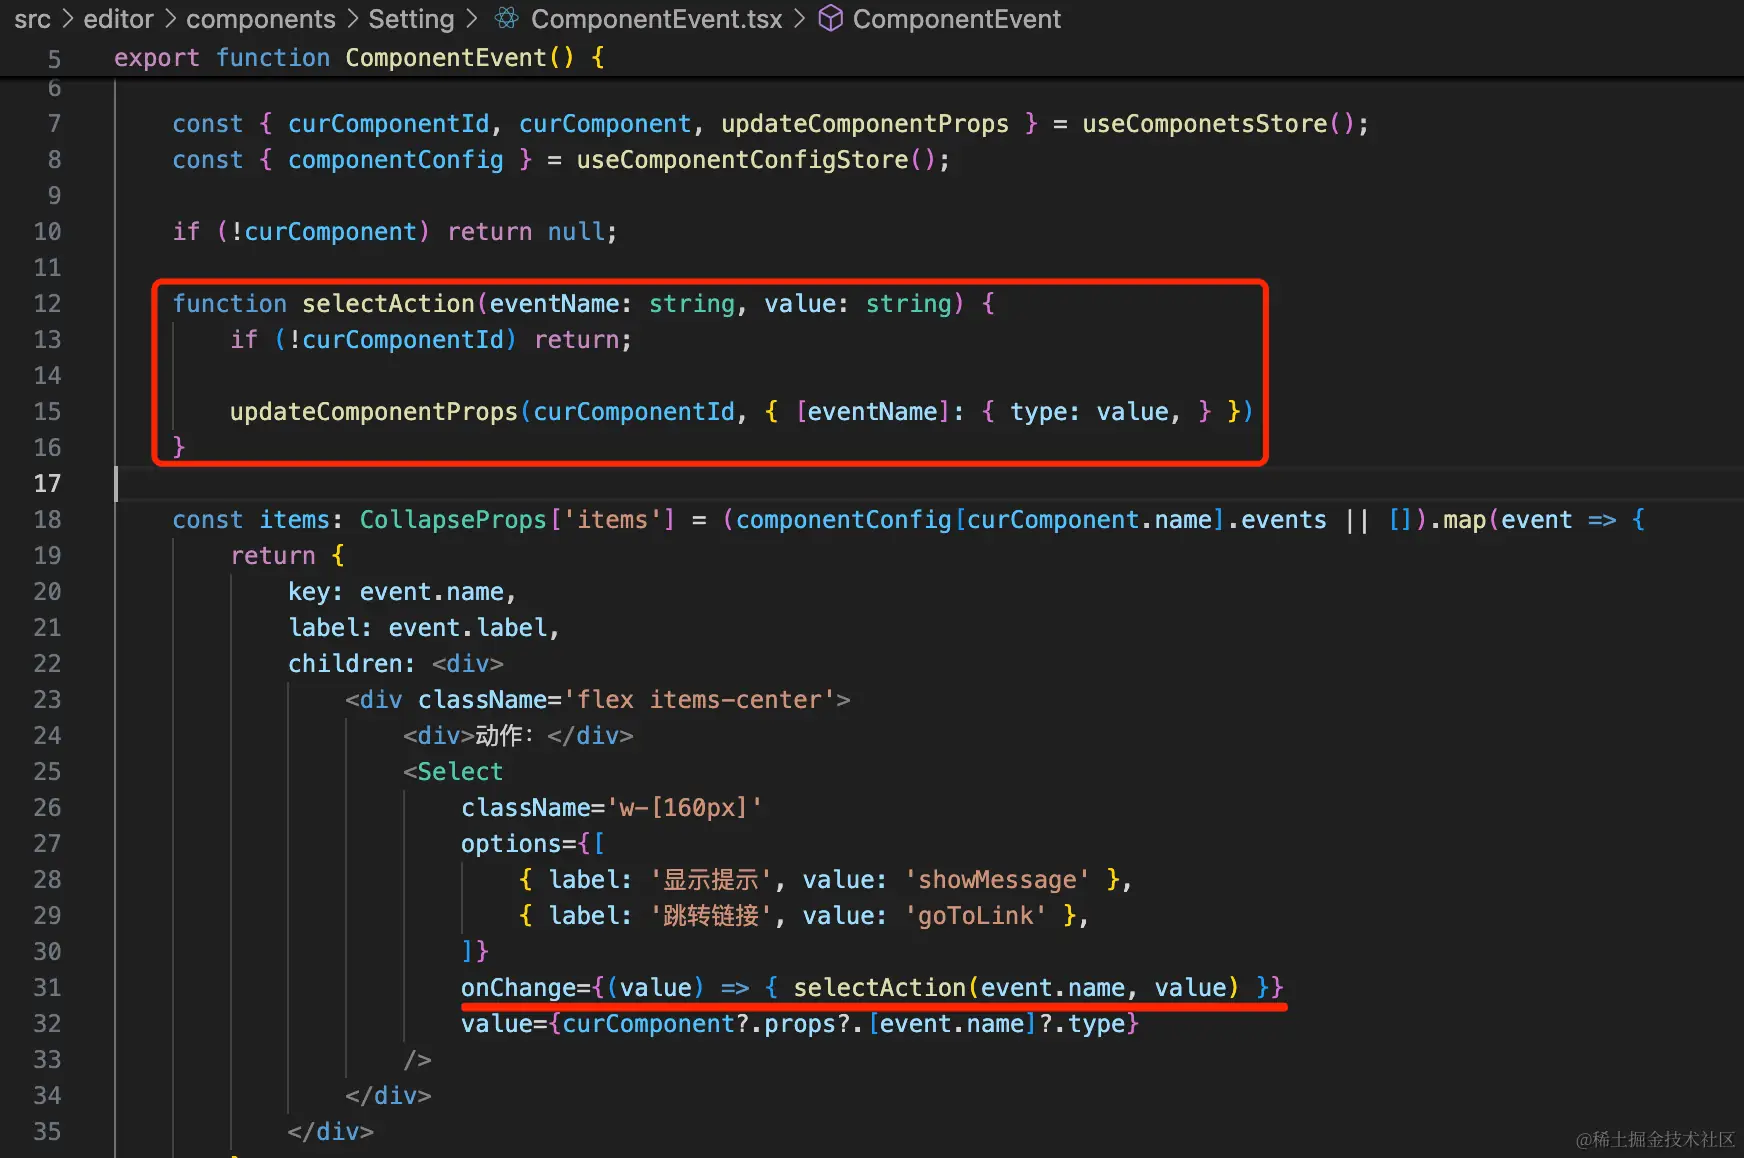 src > editor > components > Setting > ComponentEvent.tsx > ComponentEvent
5 export function ComponentEvent() {
6
7 const { curComponentId, curComponent, updateComponentProps } = useComponetsStore();
8 const { componentConfig } = useComponentConfigStore();
9
10 if (!curComponent) return null;
11
12 function selectAction(eventName: string, value: string) {
13 if (!curComponentId) return;
14
15 updateComponentProps(curComponentId, { [eventName]: { type: value, } })
16 }
17
18 const items: CollapseProps['items'] = (componentConfig[curComponent.name].events || []).map(event => {
19 return {
20 key: event.name,
21 label: event.label,
22 children: <div>
23 <div className='flex items-center'>
24 <div>动作：</div>
25 <Select
26 className='w-[160px]'
27 options={[
28 { label: '显示提示', value: 'showMessage' },
29 { label: '跳转链接', value: 'goToLink' },
30 ]}
31 onChange={(value) => { selectAction(event.name, value) }}
32 value={curComponent?.props?.[event.name]?.type}
33 />
34 </div>
35 </div>
@稀土掘金技术社区